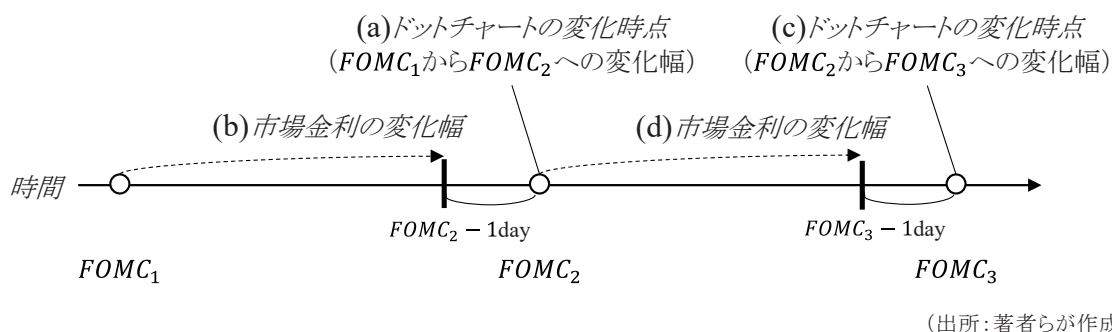 (a)ドットチャートの変化時点
（FOMC₁からFOMC₂への変化幅）
(c)ドットチャートの変化時点
（FOMC₂からFOMC₃への変化幅）
(b)市場金利の変化幅
(d)市場金利の変化幅
時間
FOMC₂ − 1day
FOMC₃ − 1day
FOMC₁
FOMC₂
FOMC₃
（出所：著者らが作成